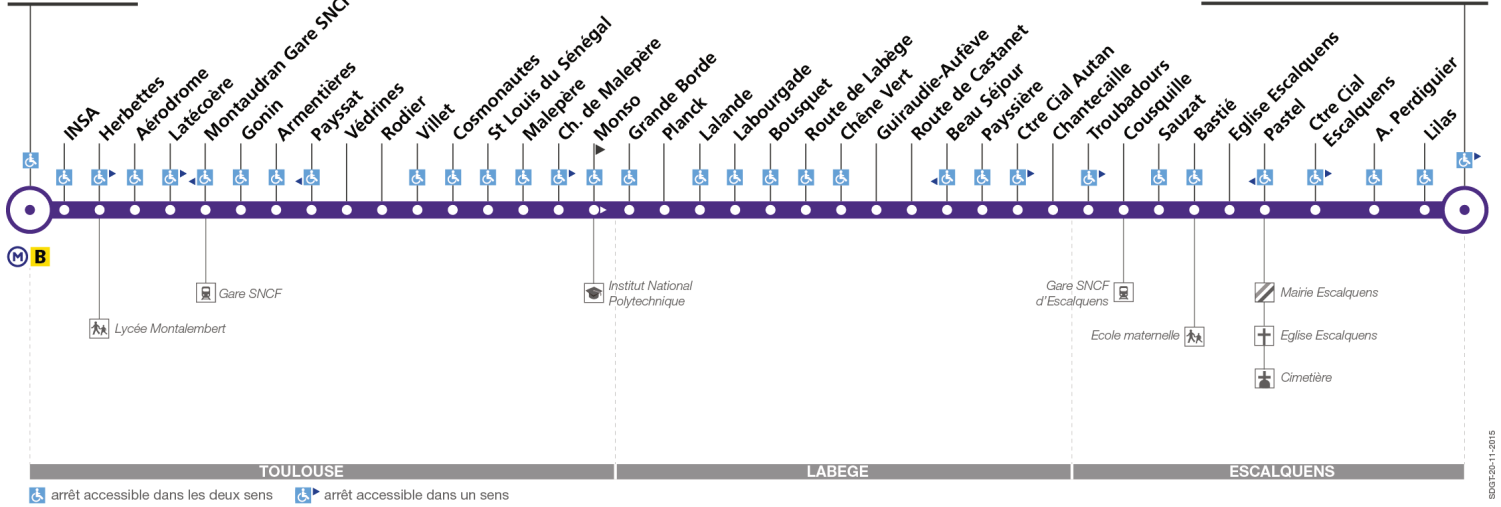 INSA
Herbettes
Aérodrome
Latécoère
Montaudran Gare SNCF
Gonin
Armentières
Payssat
Védrines
Rodier
Villet
Cosmonautes
St Louis du Sénégal
Malepère
Ch. de Malepère
Monso
Grande Borde
Planck
Lalande
Labourgade
Bousquet
Route de Labège
Chêne Vert
Guiraudie-Aufève
Route de Castanet
Beau Séjour
Payssière
Ctre Cial Autan
Chantecaille
Troubadours
Cousquille
Sauzat
Bastié
Eglise Escalquens
Pastel
Ctre Cial
Escalquens
A. Perdiguier
Lilas
M B
Gare SNCF
Lycée Montalembert
Institut National
Polytechnique
Gare SNCF
d'Escalquens
Ecole maternelle
Mairie Escalquens
Eglise Escalquens
Cimetière
TOULOUSE
LABEGE
ESCALQUENS
arrêt accessible dans les deux sens
arrêt accessible dans un sens
SDGT-20-11-2015